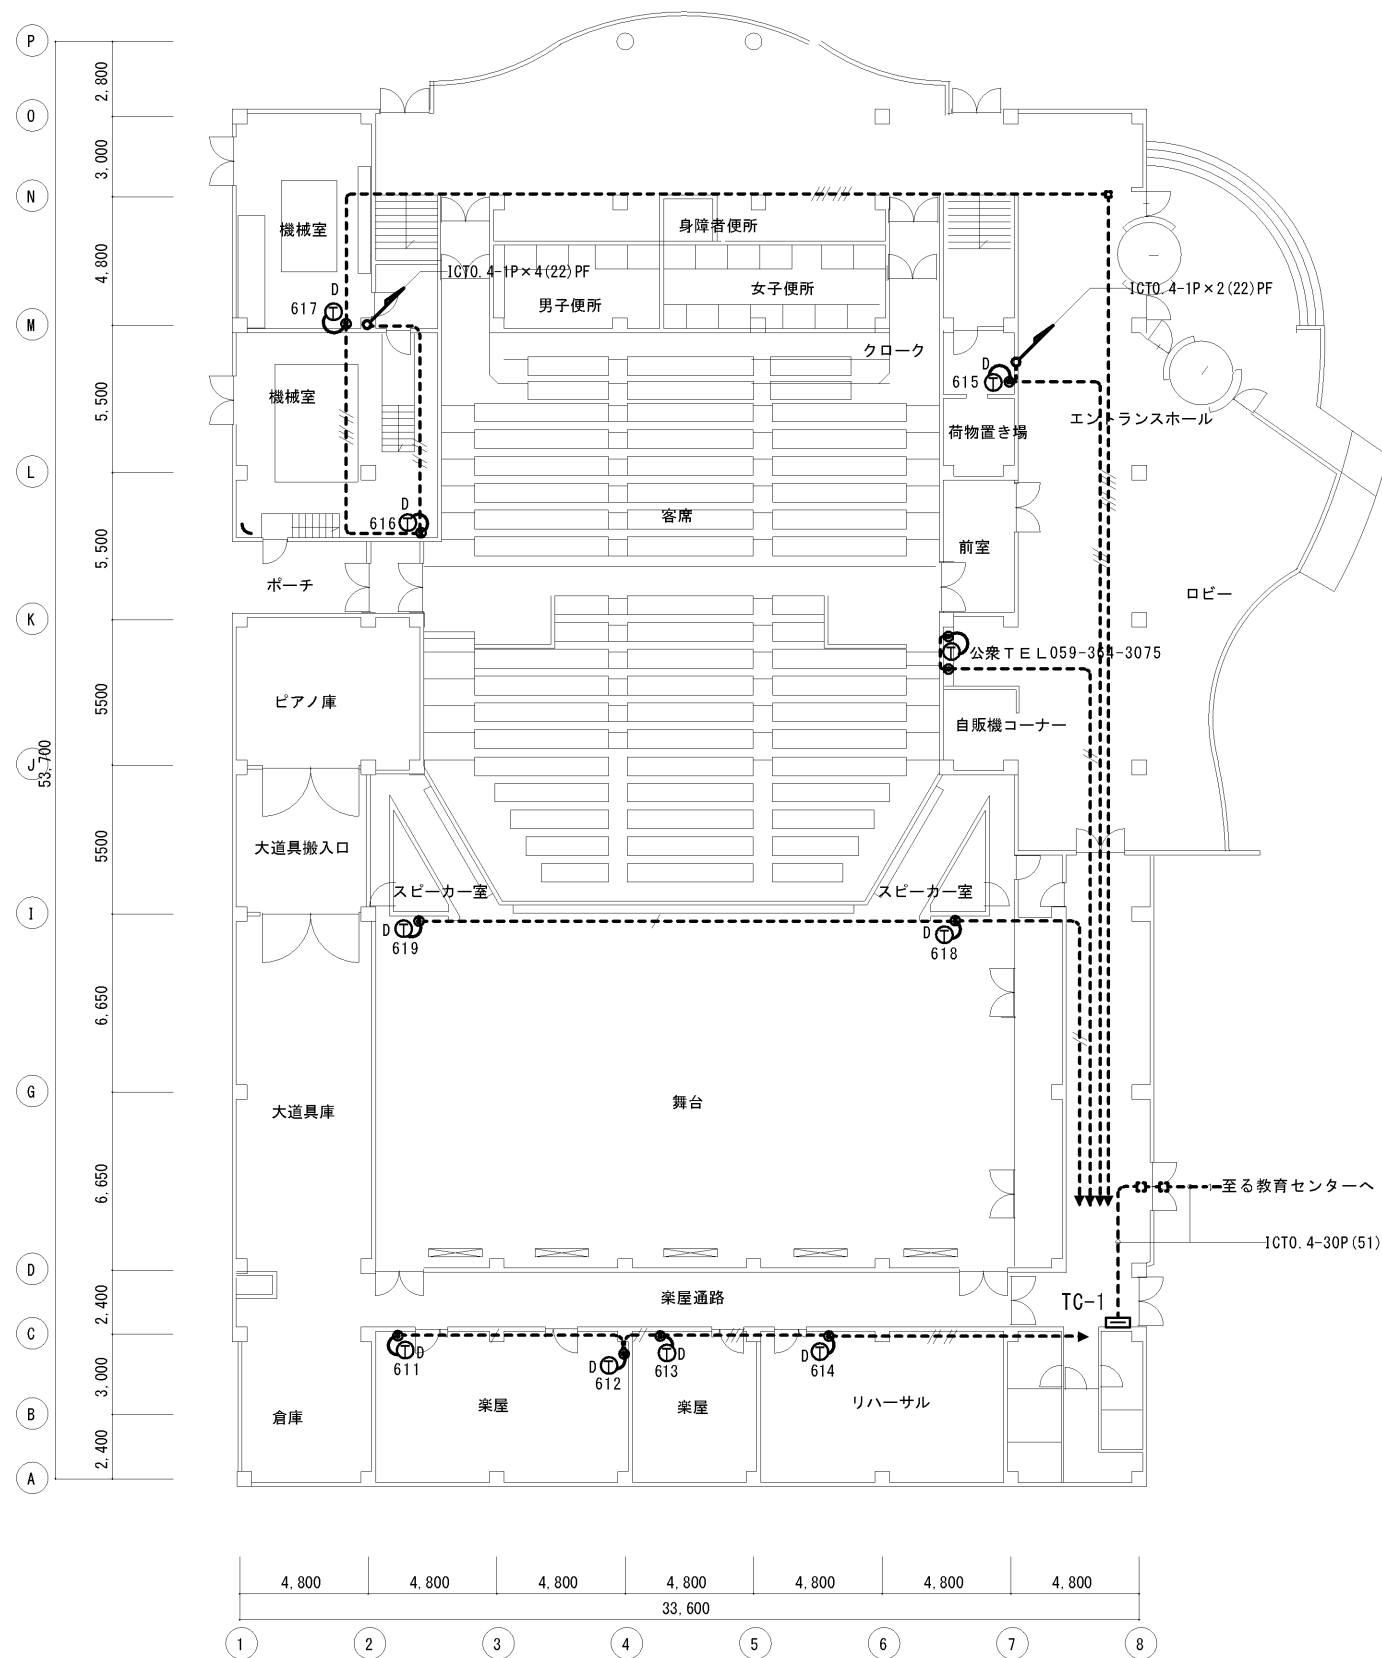 P
2,800
O
3,000
N
身障者便所
機械室
4,800
ICT0.4-1P×4(22)PF
女子便所
ICT0.4-1P×2(22)PF
D
617
T
男子便所
M
クローク
D
615
T
5,500
機械室
エントランスホール
荷物置き場
L
D
616
T
客席
5,500
前室
ポーチ
ロビー
K
T
公衆TEL059-364-3075
5500
ピアノ庫
自販機コーナー
J
53,700
5500
大道具搬入口
スピーカー室
スピーカー室
I
D
T
619
D
T
618
6,650
G
大道具庫
舞台
6,650
至る教育センターへ
ICT0.4-30P(51)
D
2,400
楽屋通路
TC-1
C
T
D
611
D
T
612
T
D
613
D
T
614
3,000
楽屋
楽屋
リハーサル
B
倉庫
2,400
A
4,800
4,800
4,800
4,800
4,800
4,800
4,800
33,600
1
2
3
4
5
6
7
8